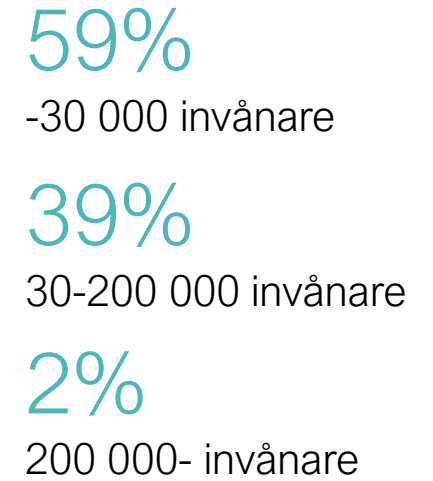 59%
-30 000 invånare
39%
30-200 000 invånare
2%
200 000- invånare